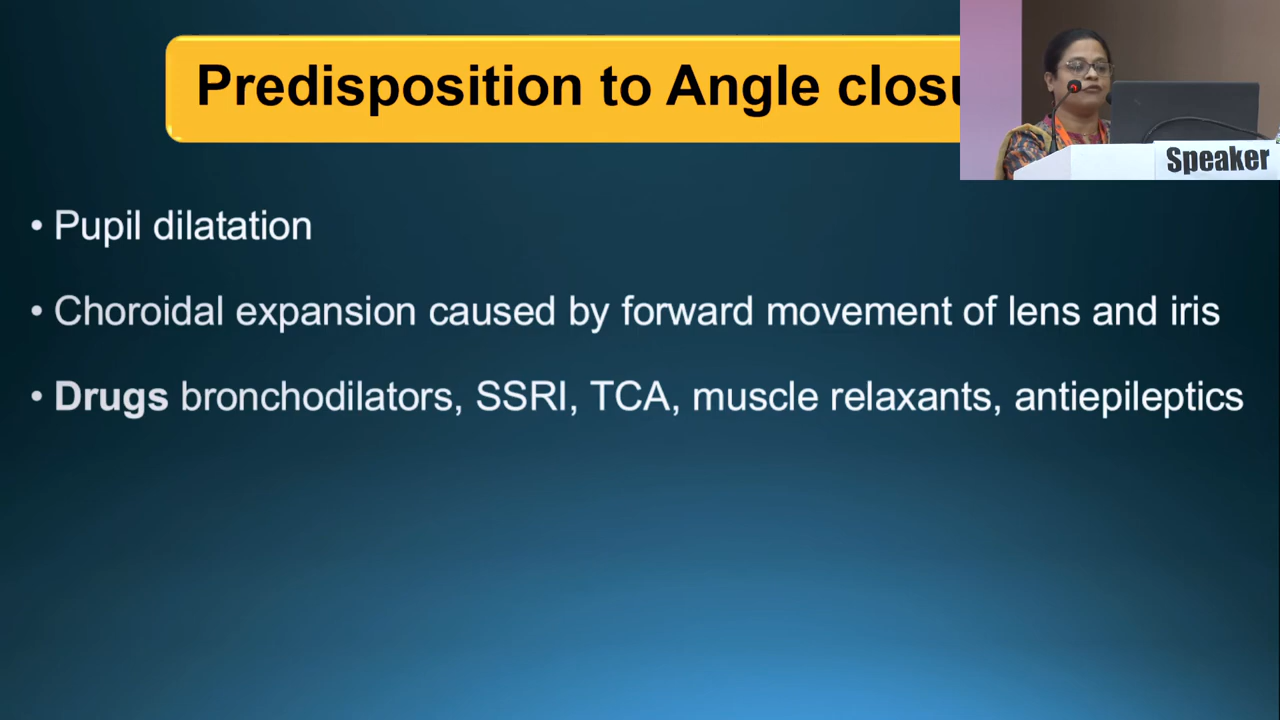 Predisposition to Angle
• Pupil dilatation
• Choroidal expansion caused by forward movement of lens and iris
• Drugs bronchodilators, SSRI, TCA, muscle relaxants, antiepileptics
Speaker